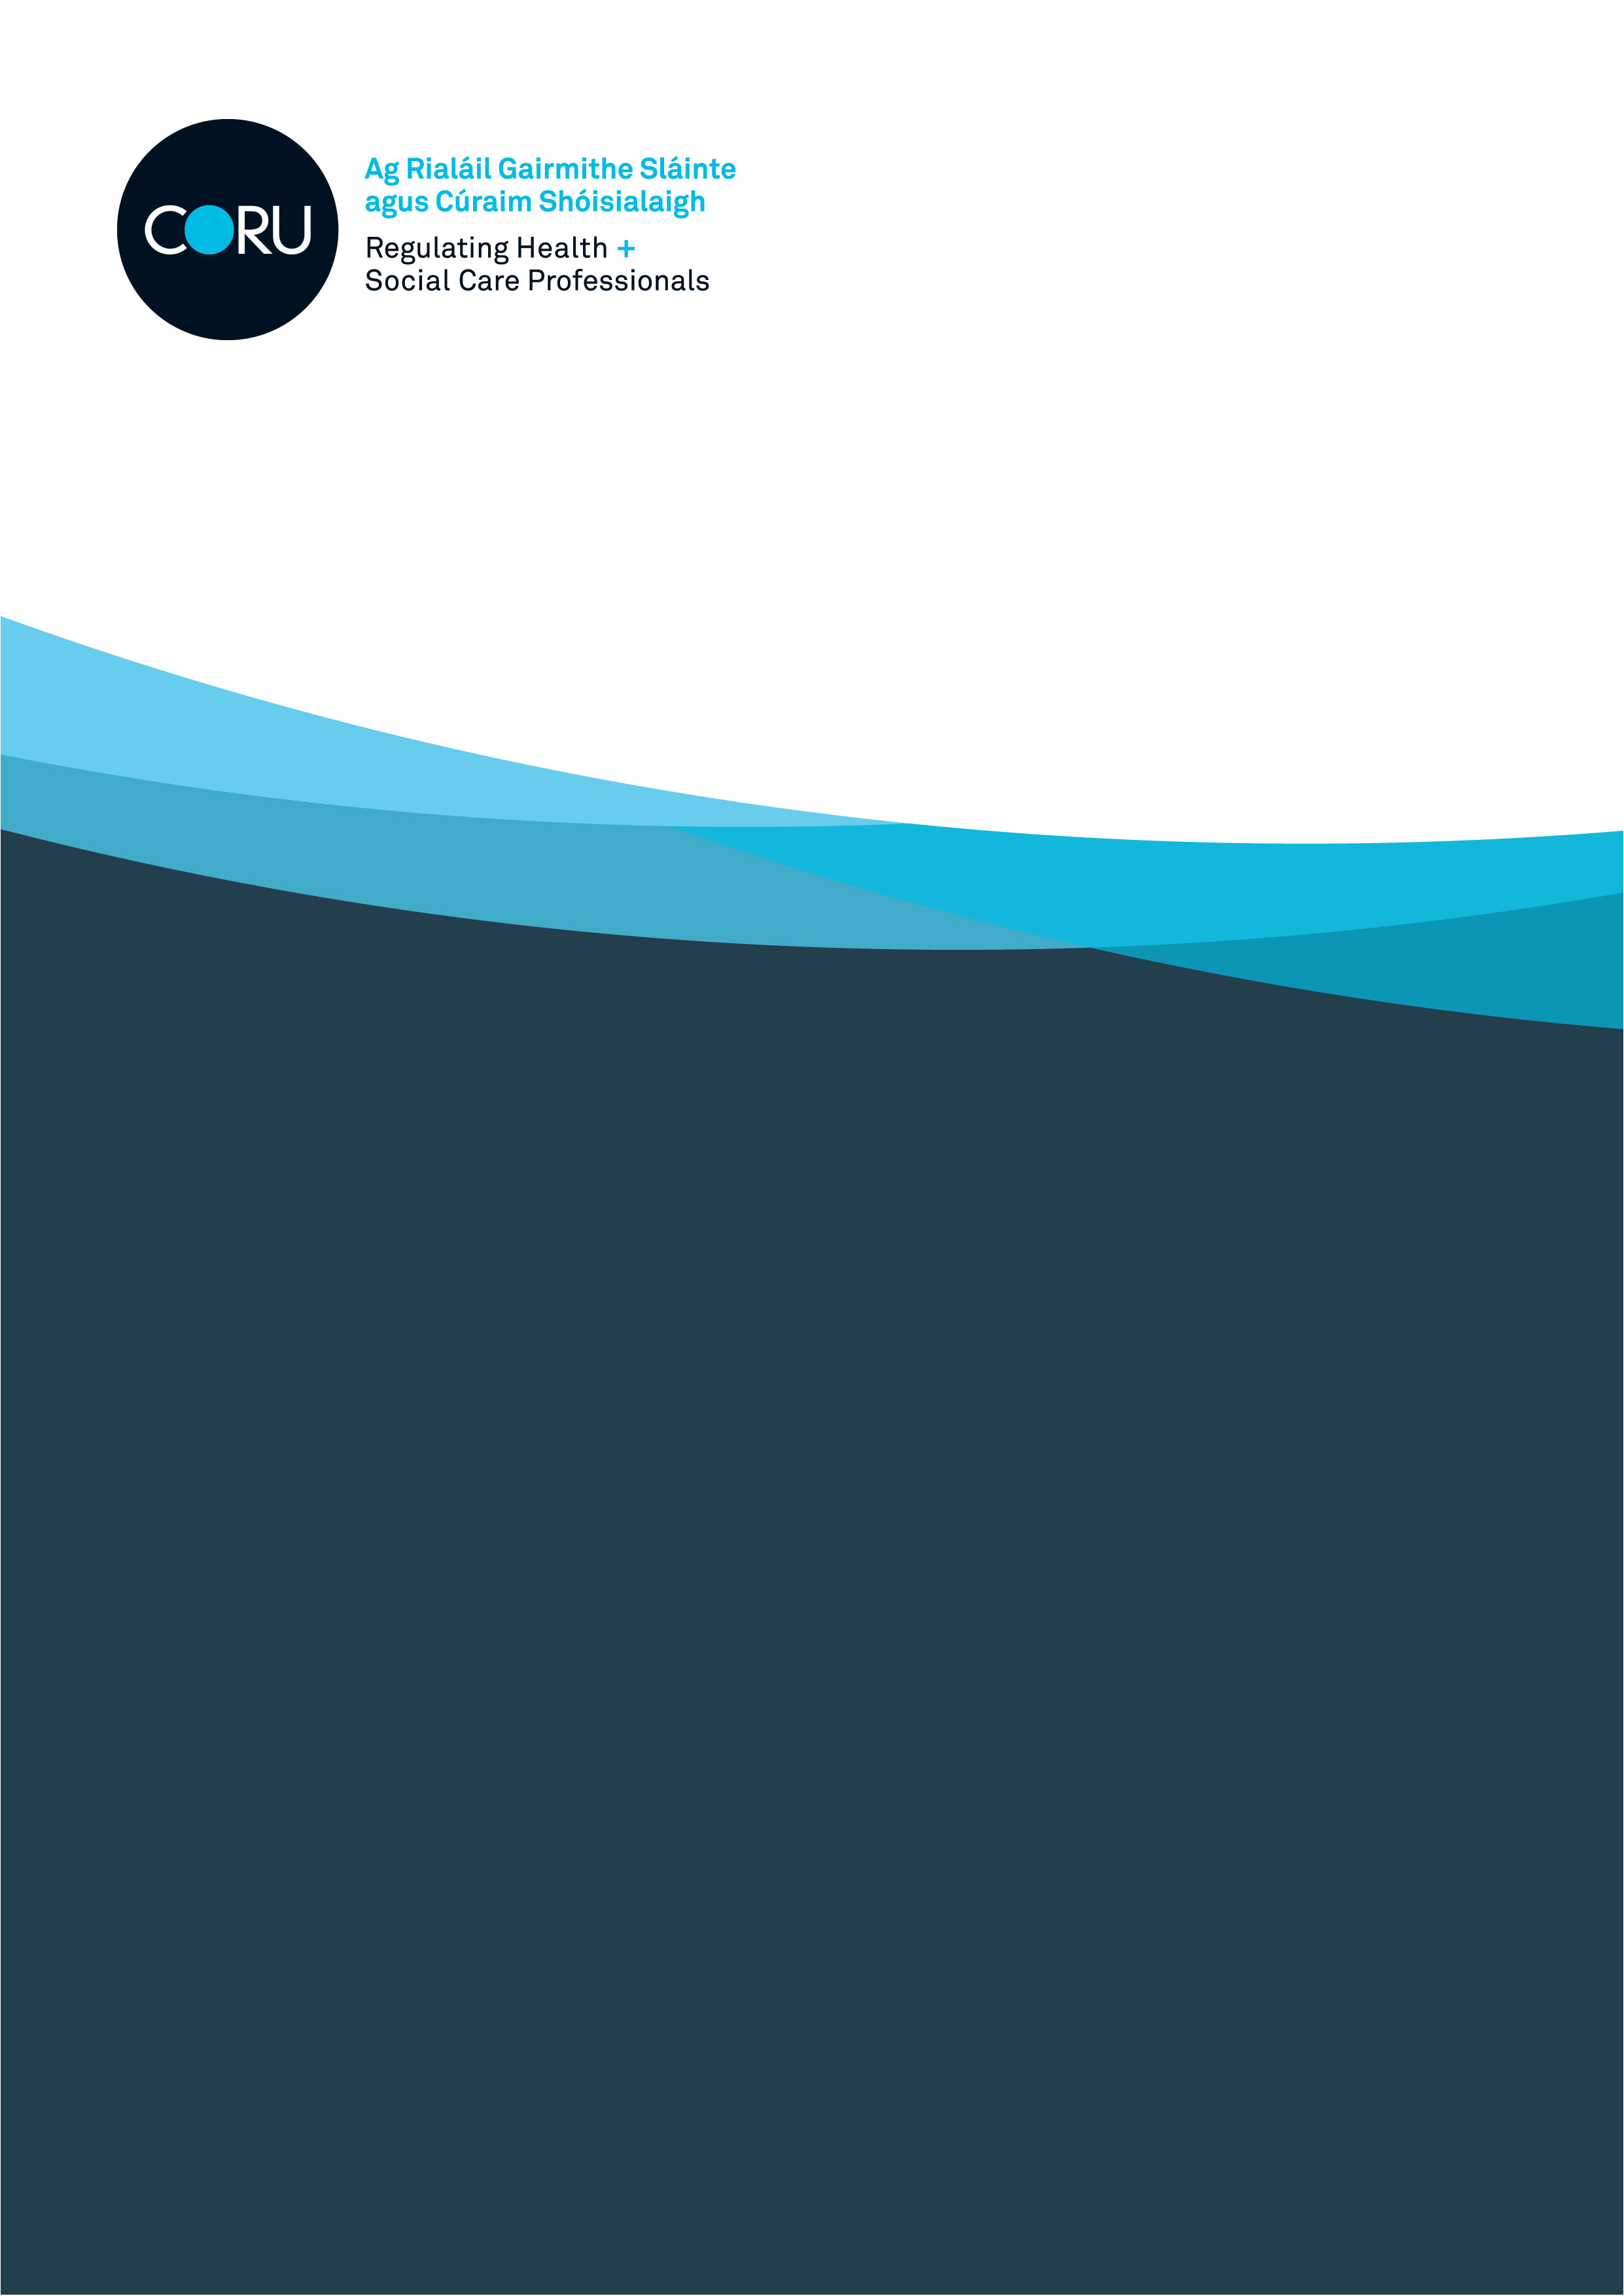 CORU
Ag Rialáil Gairmithe Sláinte
agus Cúraim Shóisialaigh
Regulating Health +
Social Care Professionals